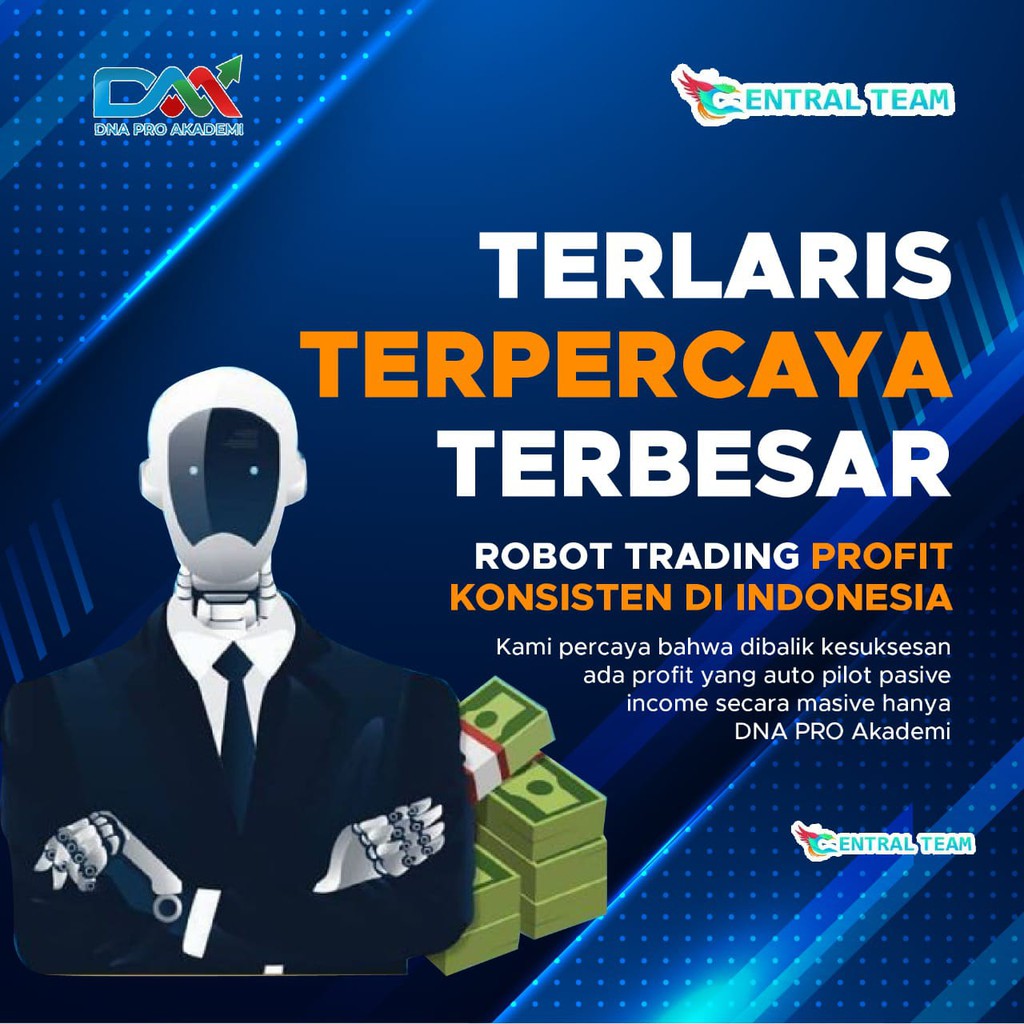 DNA PRO AKADEMI
CENTRAL TEAM
TERLARIS
TERPERCAYA
TERBESAR
ROBOT TRADING PROFIT
KONSISTEN DI INDONESIA
Kami percaya bahwa dibalik kesuksesan
ada profit yang auto pilot pasive
income secara masive hanya
DNA PRO Akademi
CENTRAL TEAM